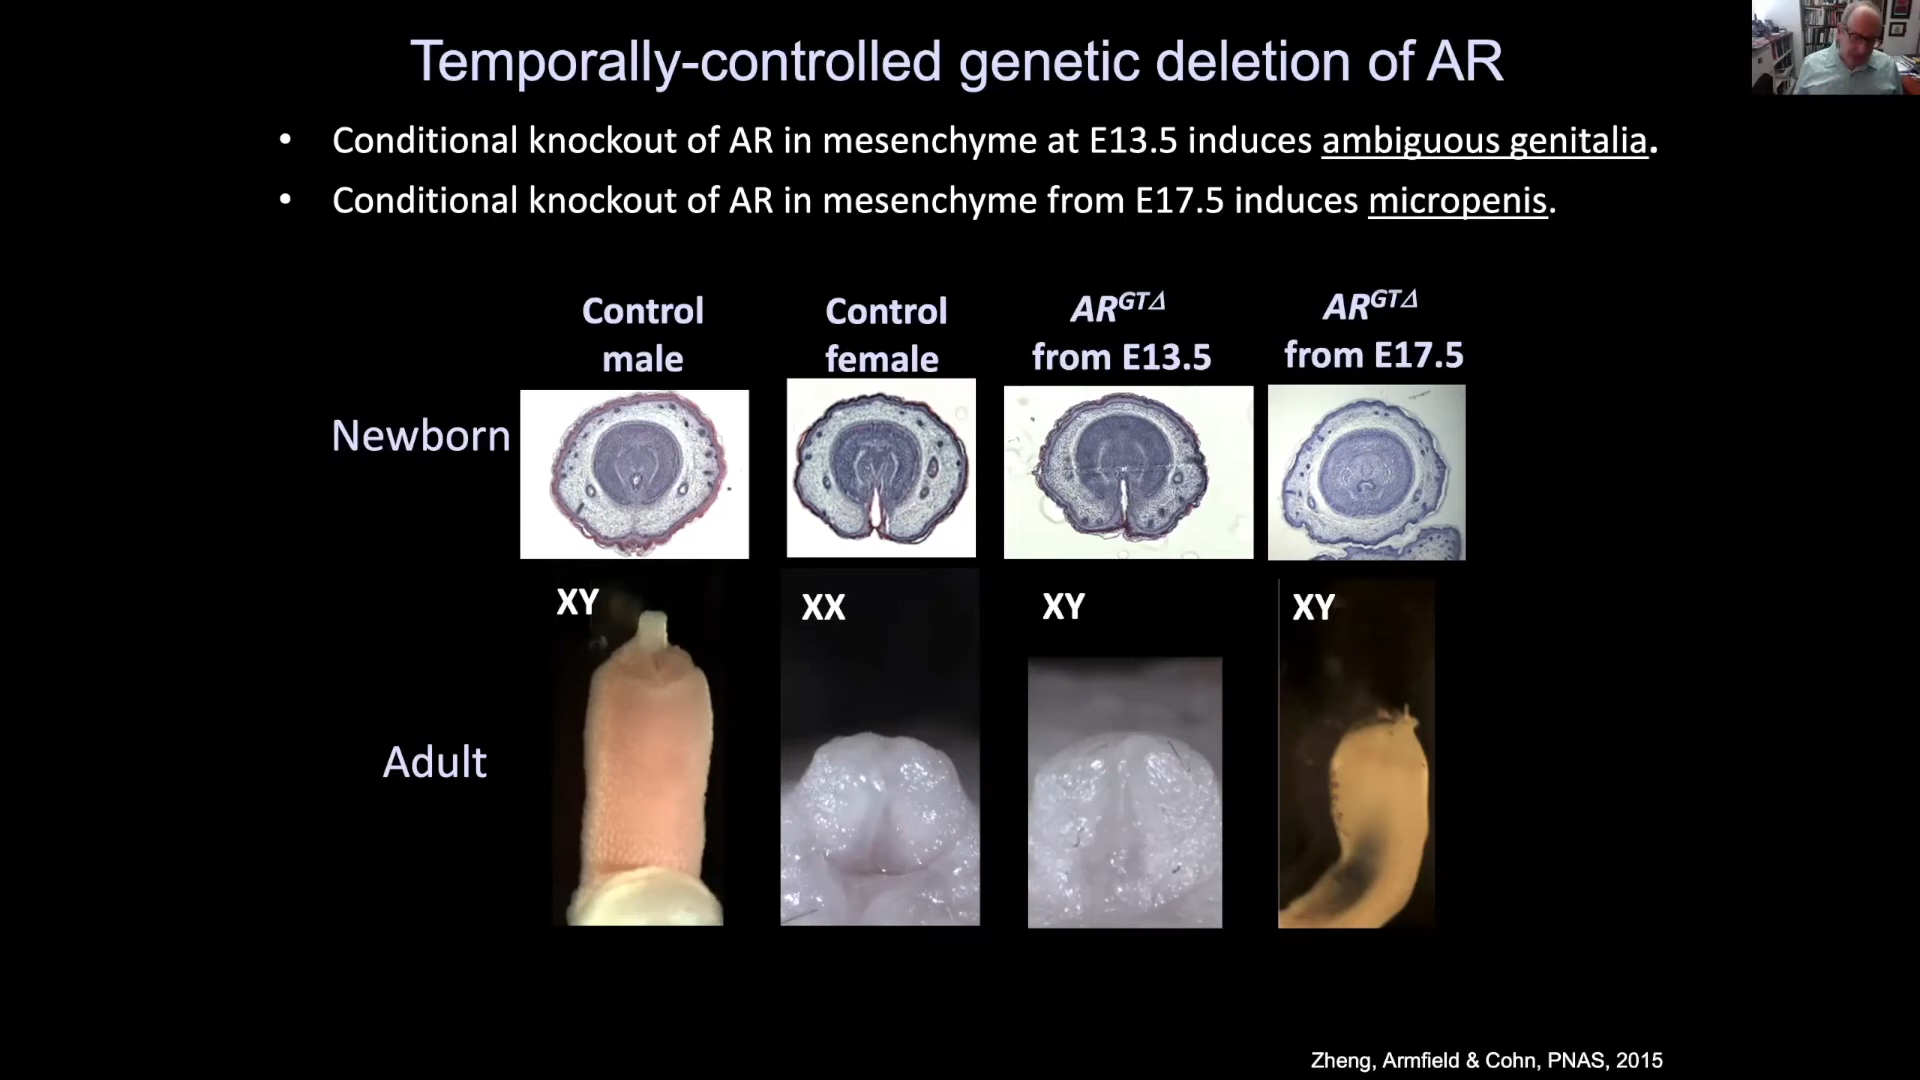 Temporally-controlled genetic deletion of AR
• Conditional knockout of AR in mesenchyme at E13.5 induces ambiguous genitalia.
• Conditional knockout of AR in mesenchyme from E17.5 induces micropenis.
Control male
Control female
AR^GTΔ from E13.5
AR^GTΔ from E17.5
Newborn
XY
XX
XY
XY
Adult
Zheng, Armfield & Cohn, PNAS, 2015